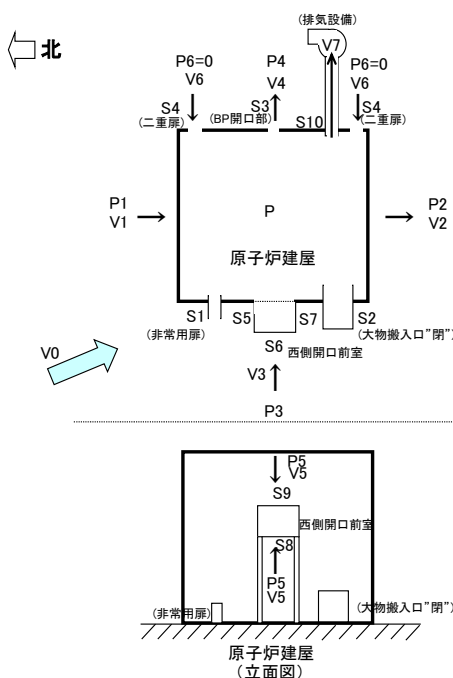 (排気設備)
北
V7
P6=0
V6
P4
V4
P6=0
V6
S4
(二重扉)
S3
(BP開口部)
S10
S4
(二重扉)
P1
V1
P
P2
V2
原子炉建屋
S1
(非常用扉)
S5
S7
S2
(大物搬入口"閉")
S6
西側開口前室
V0
V3
P3
P5
V5
S9
西側開口前室
S8
P5
V5
(非常用扉)
(大物搬入口"閉")
原子炉建屋
(立面図)